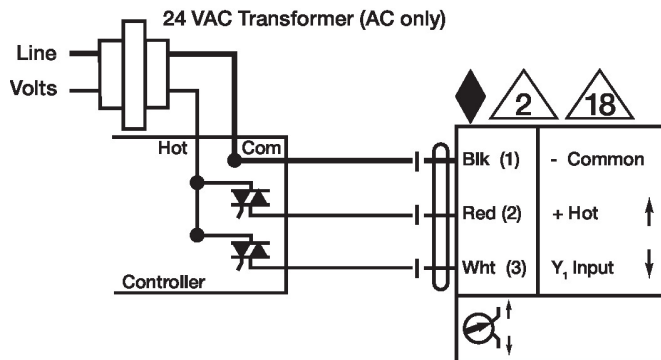 24 VAC Transformer (AC only)
Line
Volts
2
18
Hot
Com
Blk (1)
- Common
Red (2)
+ Hot
Wht (3)
Y₁ Input
Controller